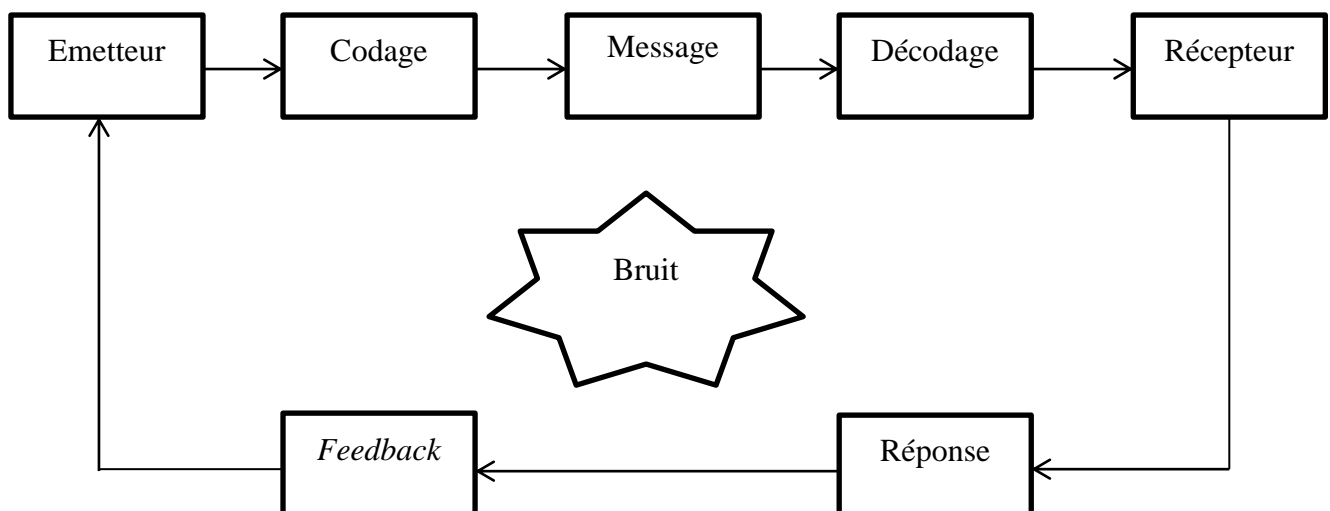 Emetteur
Codage
Message
Décodage
Récepteur
Bruit
Feedback
Réponse